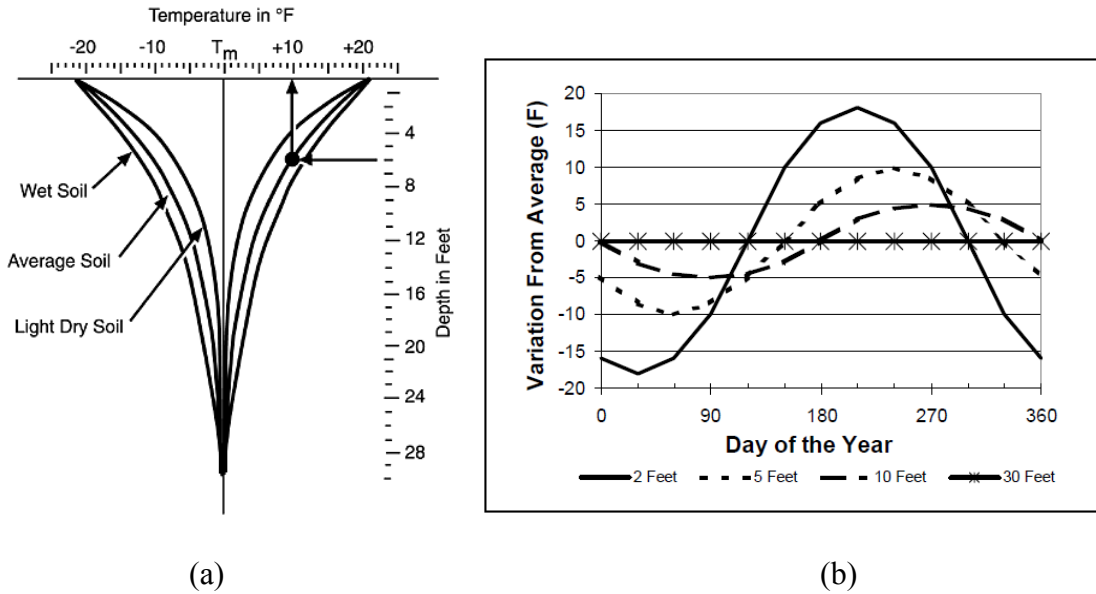 Temperature in °F
-20 -10 Tm +10 +20
4
8
12
16
20
24
28
Depth in Feet
Wet Soil
Average Soil
Light Dry Soil
(a)
Variation From Average (F)
20
15
10
5
0
-5
-10
-15
-20
0 90 180 270 360
Day of the Year
2 Feet 5 Feet 10 Feet 30 Feet
(b)